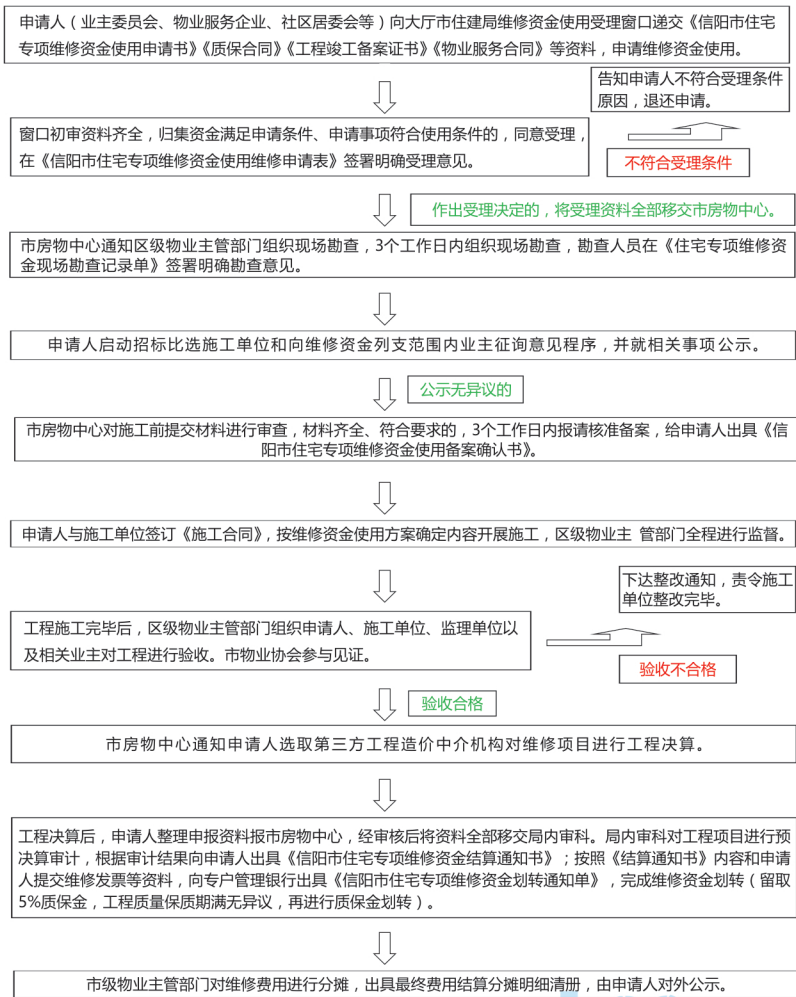 申请人（业主委员会、物业服务企业、社区居委会等）向大厅市住建局维修资金使用受理窗口递交《信阳市住宅
专项维修资金使用申请书》《质保合同》《工程竣工备案证书》《物业服务合同》等资料，申请维修资金使用。
告知申请人不符合受理条件
原因，退还申请。
窗口初审资料齐全，归集资金满足申请条件、申请事项符合使用条件的，同意受理，
在《信阳市住宅专项维修资金使用维修申请表》签署明确受理意见。
不符合受理条件
作出受理决定的，将受理资料全部移交市房物中心。
市房物中心通知区级物业主管部门组织现场勘查，3个工作日内组织现场勘查，勘查人员在《住宅专项维修资
金现场勘查记录单》签署明确勘查意见。
申请人启动招标比选施工单位和向维修资金列支范围内业主征询意见程序，并就相关事项公示。
公示无异议的
市房物中心对施工前提交材料进行审查，材料齐全、符合要求的，3个工作日内报请核准备案，给申请人出具《信
阳市住宅专项维修资金使用备案确认书》。
申请人与施工单位签订《施工合同》，按维修资金使用方案确定内容开展施工，区级物业主 管部门全程进行监督。
下达整改通知，责令施工
单位整改完毕。
工程施工完毕后，区级物业主管部门组织申请人、施工单位、监理单位以
及相关业主对工程进行验收。市物业协会参与见证。
验收不合格
验收合格
市房物中心通知申请人选取第三方工程造价中介机构对维修项目进行工程决算。
工程决算后，申请人整理申报资料报市房物中心，经审核后将资料全部移交局内审科。局内审科对工程项目进行预
决算审计，根据审计结果向申请人出具《信阳市住宅专项维修资金结算通知书》；按照《结算通知书》内容和申请
人提交维修发票等资料，向专户管理银行出具《信阳市住宅专项维修资金划转通知单》，完成维修资金划转（留取
5%质保金，工程质量保质期满无异议，再进行质保金划转）。
市级物业主管部门对维修费用进行分摊，出具最终费用结算分摊明细清册，由申请人对外公示。